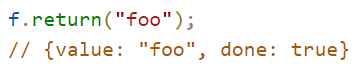 f.return("foo");
// {value: "foo", done: true}